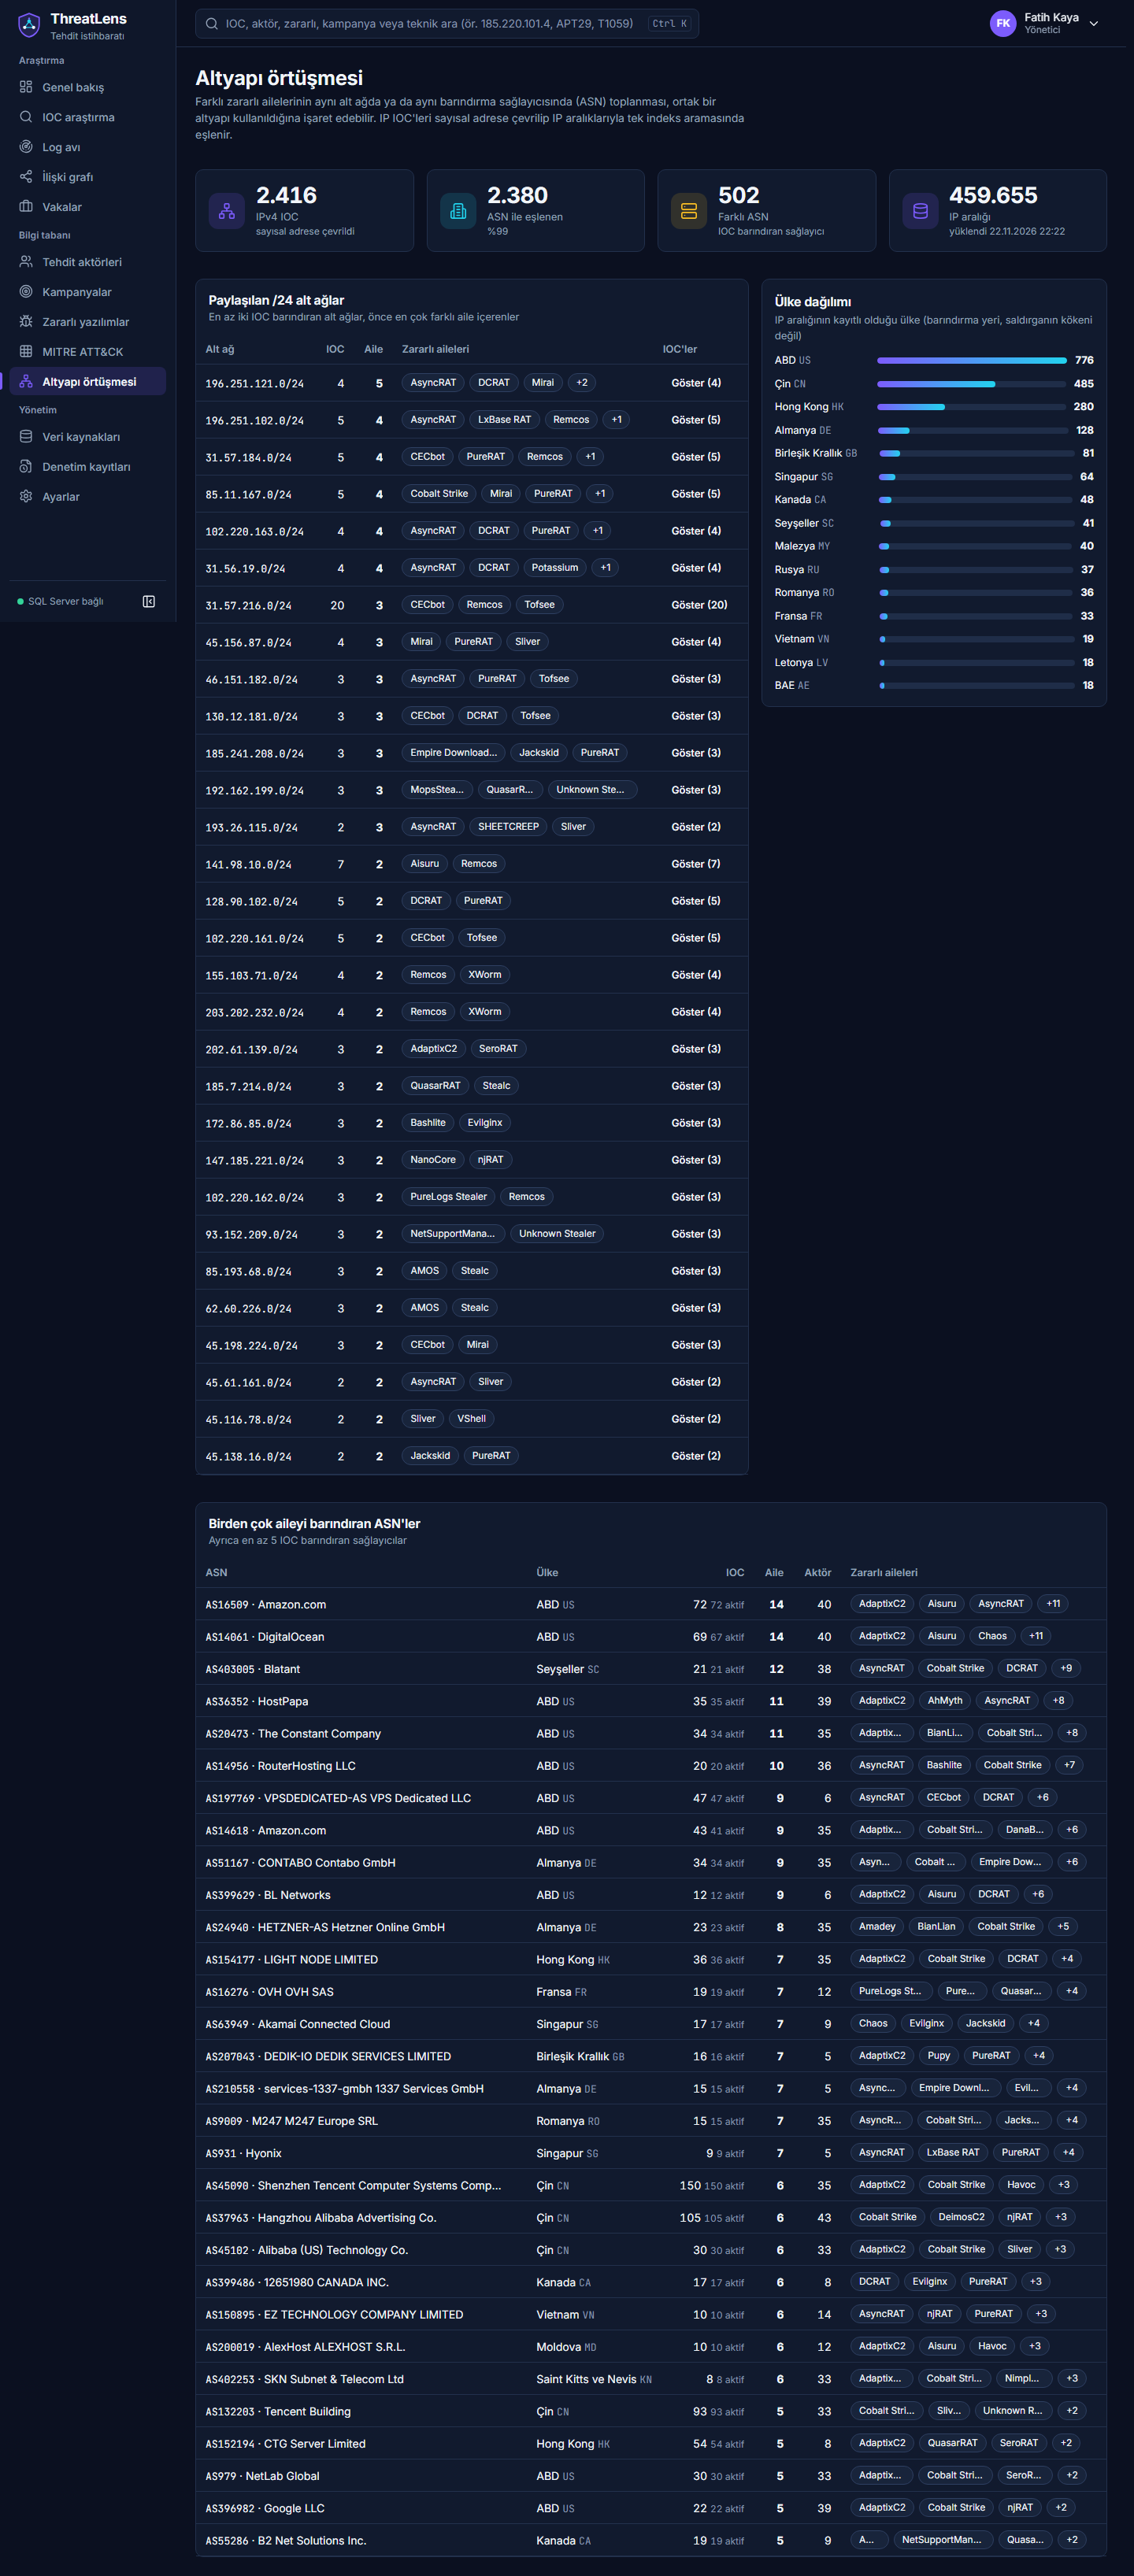 ThreatLens
Tehdit istihbaratı
Araştırma
Genel bakış
IOC araştırma
Log avı
İlişki grafı
Vakalar
Bilgi tabanı
Tehdit aktörleri
Kampanyalar
Zararlı yazılımlar
MITRE ATT&CK
Altyapı örtüşmesi
Yönetim
Veri kaynakları
Denetim kayıtları
Ayarlar
SQL Server bağlı
IOC, aktör, zararlı, kampanya veya teknik ara (ör. 185.220.101.4, APT29, T1059) Ctrl K
FK Fatih Kaya
Yönetici
Altyapı örtüşmesi
Farklı zararlı ailelerinin aynı alt ağda ya da aynı barındırma sağlayıcısında (ASN) toplanması, ortak bir
altyapı kullanıldığına işaret edebilir. IP IOC'leri sayısal adrese çevrilip IP aralıklarıyla tek indeks aramasında
eşlenir.
2.416
IPv4 IOC
sayısal adrese çevrildi
2.380
ASN ile eşlenen
%99
502
Farklı ASN
IOC barındıran sağlayıcı
459.655
IP aralığı
yüklendi 22.11.2026 22:22
Paylaşılan /24 alt ağlar
En az iki IOC barındıran alt ağlar, önce en çok farklı aile içerenler
Alt ağ IOC Aile Zararlı aileleri IOC'ler
196.251.121.0/24 4 5 AsyncRAT DCRAT Mirai +2 Göster (4)
196.251.102.0/24 5 4 AsyncRAT LxBase RAT Remcos +1 Göster (5)
31.57.184.0/24 5 4 CECbot PureRAT Remcos +1 Göster (5)
85.11.167.0/24 5 4 Cobalt Strike Mirai PureRAT +1 Göster (5)
102.220.163.0/24 4 4 AsyncRAT DCRAT PureRAT +1 Göster (4)
31.56.19.0/24 4 4 AsyncRAT DCRAT Potassium +1 Göster (4)
31.57.216.0/24 20 3 CECbot Remcos Tofsee Göster (20)
45.156.87.0/24 4 3 Mirai PureRAT Sliver Göster (4)
46.151.182.0/24 3 3 AsyncRAT PureRAT Tofsee Göster (3)
130.12.181.0/24 3 3 CECbot DCRAT Tofsee Göster (3)
185.241.208.0/24 3 3 Empire Download... Jackskid PureRAT Göster (3)
192.162.199.0/24 3 3 MopsStea... QuasarR... Unknown Ste... Göster (3)
193.26.115.0/24 2 3 AsyncRAT SHEETCREEP Sliver Göster (2)
141.98.10.0/24 7 2 Aisuru Remcos Göster (7)
128.90.102.0/24 5 2 DCRAT PureRAT Göster (5)
102.220.161.0/24 5 2 CECbot Tofsee Göster (5)
155.103.71.0/24 4 2 Remcos XWorm Göster (4)
203.202.232.0/24 4 2 Remcos XWorm Göster (4)
202.61.139.0/24 3 2 AdaptixC2 SeroRAT Göster (3)
185.7.214.0/24 3 2 QuasarRAT Stealc Göster (3)
172.86.85.0/24 3 2 Bashlite Evilginx Göster (3)
147.185.221.0/24 3 2 NanoCore njRAT Göster (3)
102.220.162.0/24 3 2 PureLogs Stealer Remcos Göster (3)
93.152.209.0/24 3 2 NetSupportMana... Unknown Stealer Göster (3)
85.193.68.0/24 3 2 AMOS Stealc Göster (3)
62.60.226.0/24 3 2 AMOS Stealc Göster (3)
45.198.224.0/24 3 2 CECbot Mirai Göster (3)
45.61.161.0/24 2 2 AsyncRAT Sliver Göster (2)
45.116.78.0/24 2 2 Sliver VShell Göster (2)
45.138.16.0/24 2 2 Jackskid PureRAT Göster (2)
Ülke dağılımı
IP aralığının kayıtlı olduğu ülke (barındırma yeri, saldırganın kökeni
değil)
ABD US 776
Çin CN 485
Hong Kong HK 280
Almanya DE 128
Birleşik Krallık GB 81
Singapur SG 64
Kanada CA 48
Seyşeller SC 41
Malezya MY 40
Rusya RU 37
Romanya RO 36
Fransa FR 33
Vietnam VN 19
Letonya LV 18
BAE AE 18
Birden çok aileyi barındıran ASN'ler
Ayrıca en az 5 IOC barındıran sağlayıcılar
ASN Ülke IOC Aile Aktör Zararlı aileleri
AS16509 · Amazon.com ABD US 72 72 aktif 14 40 AdaptixC2 Aisuru AsyncRAT +11
AS14061 · DigitalOcean ABD US 69 67 aktif 14 40 AdaptixC2 Aisuru Chaos +11
AS403005 · Blatant Seyşeller SC 21 21 aktif 12 38 AsyncRAT Cobalt Strike DCRAT +9
AS36352 · HostPapa ABD US 35 35 aktif 11 39 AdaptixC2 AhMyth AsyncRAT +8
AS20473 · The Constant Company ABD US 34 34 aktif 11 35 Adaptix... BianLi... Cobalt Stri... +8
AS14956 · RouterHosting LLC ABD US 20 20 aktif 10 36 AsyncRAT Bashlite Cobalt Strike +7
AS197769 · VPSDEDICATED-AS VPS Dedicated LLC ABD US 47 47 aktif 9 6 AsyncRAT CECbot DCRAT +6
AS14618 · Amazon.com ABD US 43 41 aktif 9 35 Adaptix... Cobalt Stri... DanaB... +6
AS51167 · CONTABO Contabo GmbH Almanya DE 34 34 aktif 9 35 Asyn... Cobalt ... Empire Dow... +6
AS399629 · BL Networks ABD US 12 12 aktif 9 6 AdaptixC2 Aisuru DCRAT +6
AS24940 · HETZNER-AS Hetzner Online GmbH Almanya DE 23 23 aktif 8 35 Amadey BianLian Cobalt Strike +5
AS154177 · LIGHT NODE LIMITED Hong Kong HK 36 36 aktif 7 35 AdaptixC2 Cobalt Strike DCRAT +4
AS16276 · OVH OVH SAS Fransa FR 19 19 aktif 7 12 PureLogs St... Pure... Quasar... +4
AS63949 · Akamai Connected Cloud Singapur SG 17 17 aktif 7 9 Chaos Evilginx Jackskid +4
AS207043 · DEDIK-IO DEDIK SERVICES LIMITED Birleşik Krallık GB 16 16 aktif 7 5 AdaptixC2 Pupy PureRAT +4
AS210558 · services-1337-gmbh 1337 Services GmbH Almanya DE 15 15 aktif 7 5 Async... Empire Downl... Evil... +4
AS9009 · M247 M247 Europe SRL Romanya RO 15 15 aktif 7 35 AsyncR... Cobalt Stri... Jacks... +4
AS931 · Hyonix Singapur SG 9 9 aktif 7 5 AsyncRAT LxBase RAT PureRAT +4
AS45090 · Shenzhen Tencent Computer Systems Comp... Çin CN 150 150 aktif 6 35 AdaptixC2 Cobalt Strike Havoc +3
AS37963 · Hangzhou Alibaba Advertising Co. Çin CN 105 105 aktif 6 43 Cobalt Strike DeimosC2 njRAT +3
AS45102 · Alibaba (US) Technology Co. Çin CN 30 30 aktif 6 33 AdaptixC2 Cobalt Strike Sliver +3
AS399486 · 12651980 CANADA INC. Kanada CA 17 17 aktif 6 8 DCRAT Evilginx PureRAT +3
AS150895 · EZ TECHNOLOGY COMPANY LIMITED Vietnam VN 10 10 aktif 6 14 AsyncRAT njRAT PureRAT +3
AS200019 · AlexHost ALEXHOST S.R.L. Moldova MD 10 10 aktif 6 12 AdaptixC2 Aisuru Havoc +3
AS402253 · SKN Subnet & Telecom Ltd Saint Kitts ve Nevis KN 8 8 aktif 6 33 Adaptix... Cobalt Stri... Nimpl... +3
AS132203 · Tencent Building Çin CN 93 93 aktif 5 33 Cobalt Stri... Sliv... Unknown R... +2
AS152194 · CTG Server Limited Hong Kong HK 54 54 aktif 5 8 AdaptixC2 QuasarRAT SeroRAT +2
AS979 · NetLab Global ABD US 30 30 aktif 5 33 Adaptix... Cobalt Stri... SeroR... +2
AS396982 · Google LLC ABD US 22 22 aktif 5 39 AdaptixC2 Cobalt Strike njRAT +2
AS55286 · B2 Net Solutions Inc. Kanada CA 19 19 aktif 5 9 A... NetSupportMan... Quasa... +2